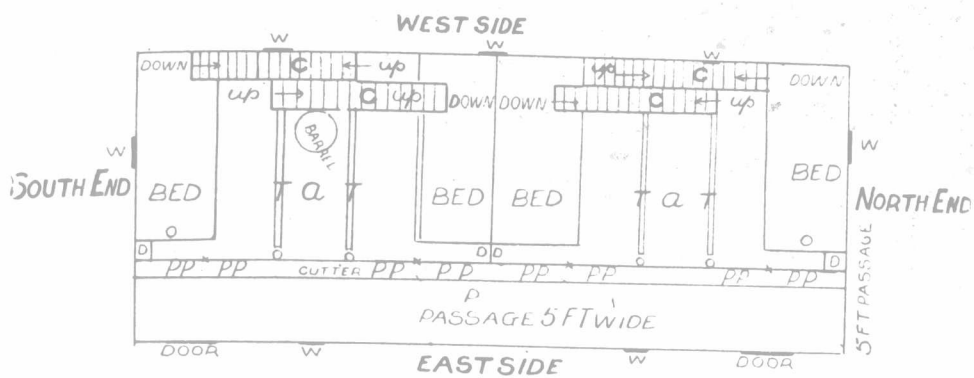 WEST SIDE
W W W
DOWN C up up C DOWN
up C up DOWN DOWN C up
BARREL
W W
SOUTH END BED T a T BED BED T a T BED NORTH END
O O
D O O D D O O D
PP PP GUTTER PP PP PP PP PP PP
P
PASSAGE 5 FT WIDE
5 FT PASSAGE
DOOR W W DOOR
EAST SIDE